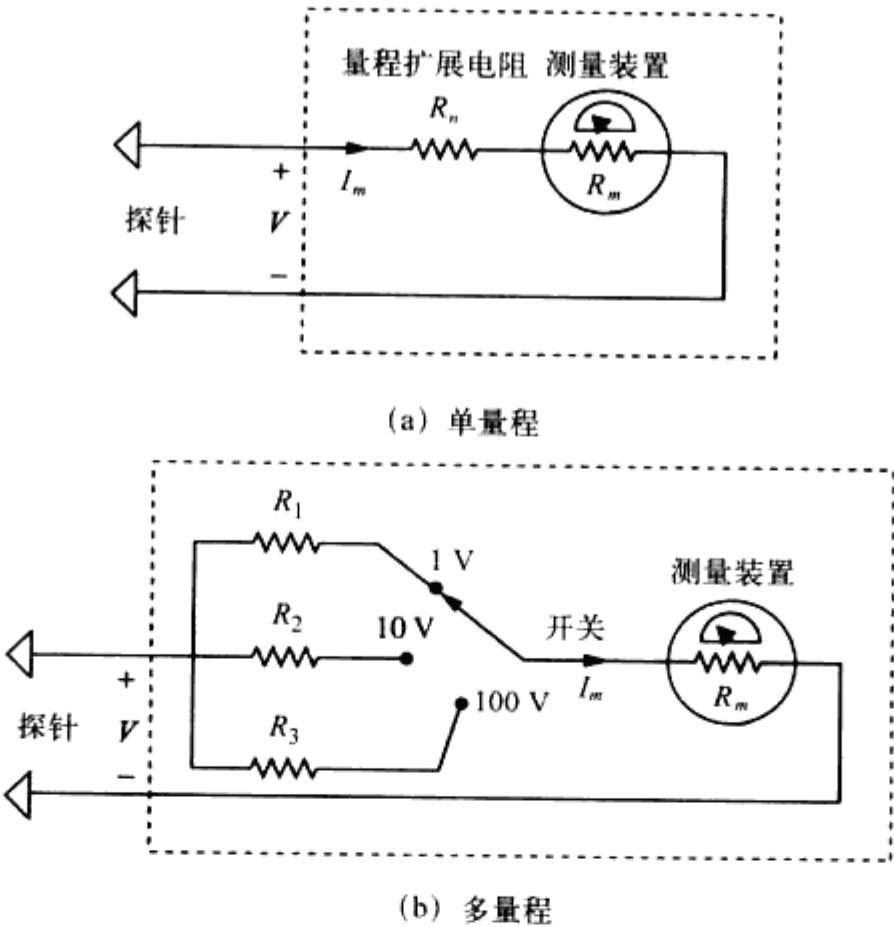 量程扩展电阻 测量装置
Rn
+
Im
Rm
探针
V
−
(a) 单量程
R1
1 V
测量装置
R2
10 V
开关
+
Im
Rm
100 V
探针
V
R3
−
(b) 多量程